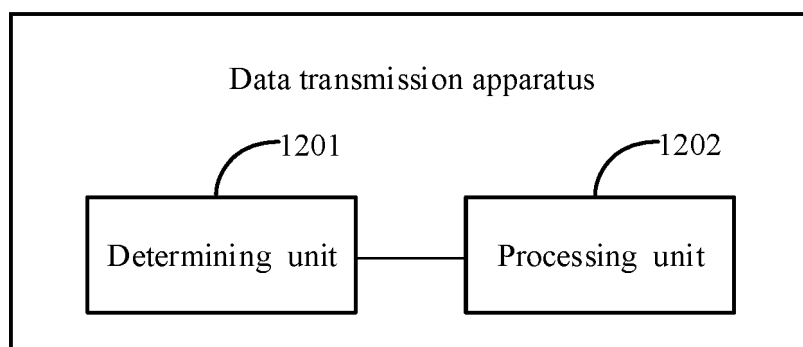 Data transmission apparatus
1201
1202
Determining unit
Processing unit